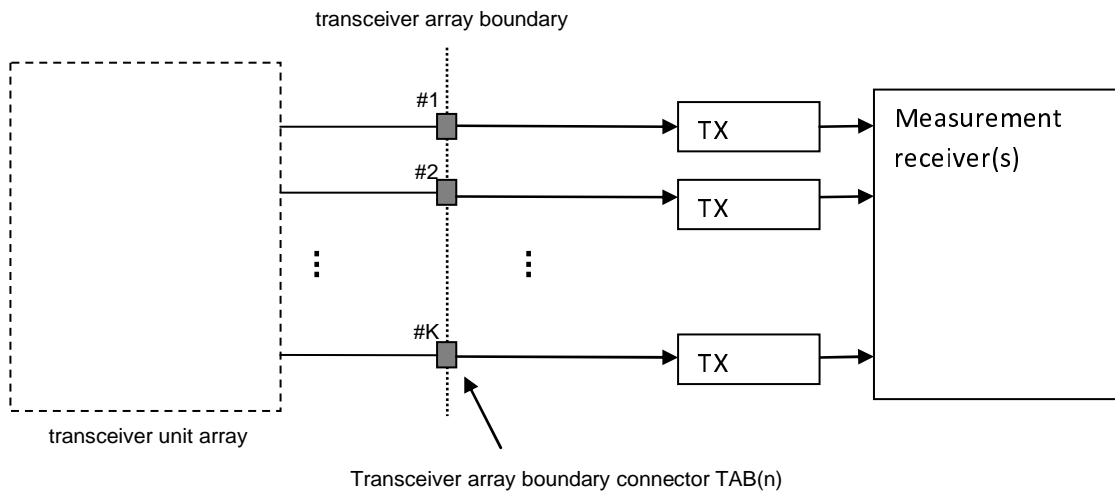 transceiver array boundary
#1
TX
Measurement
receiver(s)
#2
TX
#K
TX
transceiver unit array
Transceiver array boundary connector TAB(n)